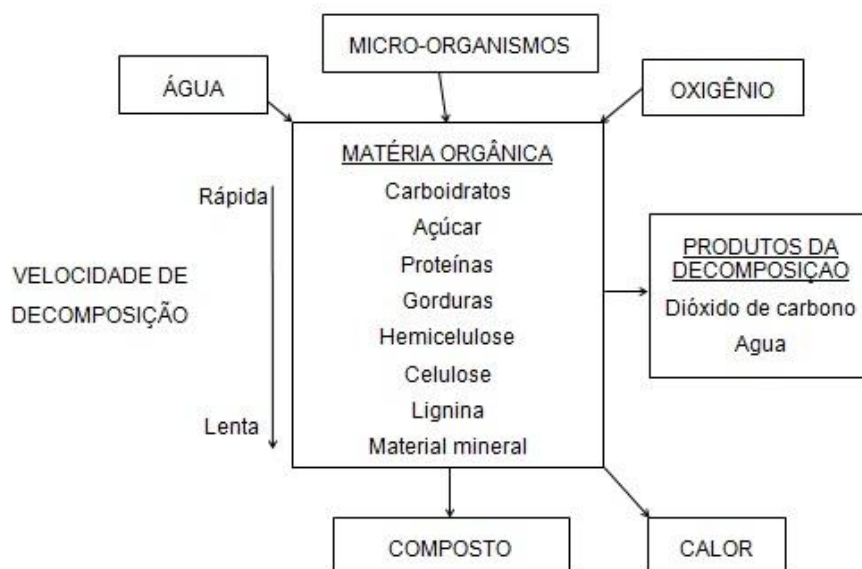 MICRO-ORGANISMOS
ÁGUA
OXIGÊNIO
MATÉRIA ORGÂNICA
Carboidratos
Açúcar
Proteínas
Gorduras
Hemicelulose
Celulose
Lignina
Material mineral
Rápida
VELOCIDADE DE
DECOMPOSIÇÃO
Lenta
PRODUTOS DA
DECOMPOSIÇAO
Dióxido de carbono
Agua
COMPOSTO
CALOR